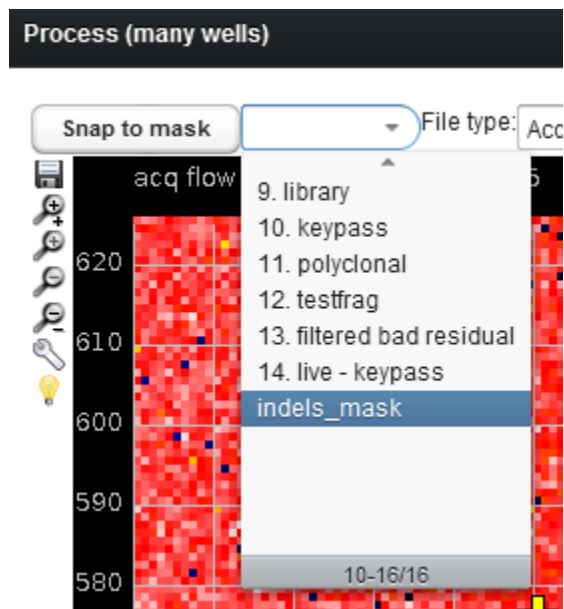 Process (many wells)
Snap to mask
File type:
acq flow
9. library
10. keypass
11. polyclonal
12. testfrag
13. filtered bad residual
14. live - keypass
indels_mask
10-16/16
620
610
600
590
580